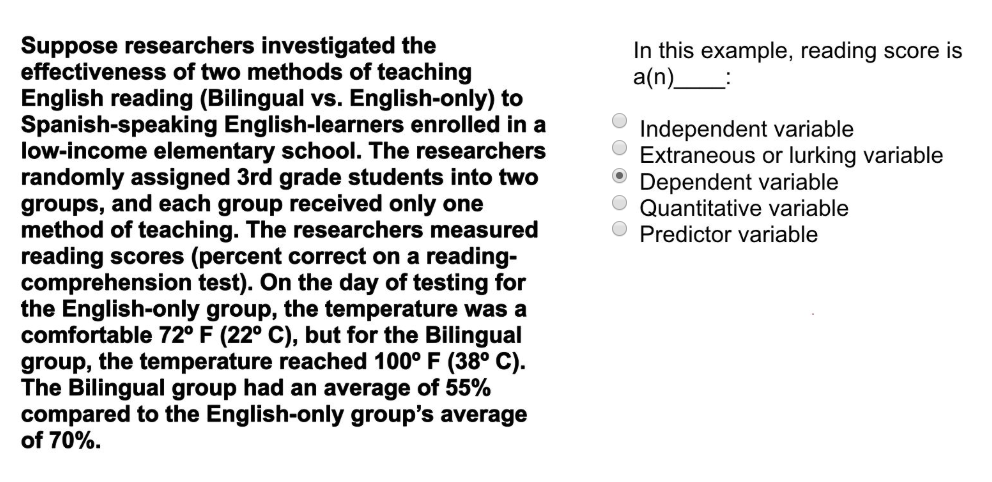 Suppose researchers investigated the
effectiveness of two methods of teaching
English reading (Bilingual vs. English-only) to
Spanish-speaking English-learners enrolled in a
low-income elementary school. The researchers
randomly assigned 3rd grade students into two
groups, and each group received only one
method of teaching. The researchers measured
reading scores (percent correct on a reading-
comprehension test). On the day of testing for
the English-only group, the temperature was a
comfortable 72º F (22º C), but for the Bilingual
group, the temperature reached 100º F (38º C).
The Bilingual group had an average of 55%
compared to the English-only group's average
of 70%.
In this example, reading score is
a(n)____:
Independent variable
Extraneous or lurking variable
Dependent variable
Quantitative variable
Predictor variable